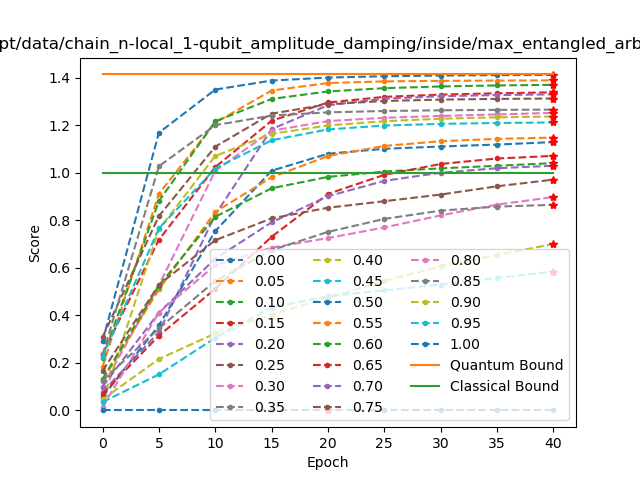 pt/data/chain_n-local_1-qubit_amplitude_damping/inside/max_entangled_arb
1.4
1.2
1.0
0.8
0.6
0.4
0.2
0.0
Score
0.00 0.40 0.80
0.05 0.45 0.85
0.10 0.50 0.90
0.15 0.55 0.95
0.20 0.60 1.00
0.25 0.65 Quantum Bound
0.30 0.70 Classical Bound
0.35 0.75
0 5 10 15 20 25 30 35 40
Epoch